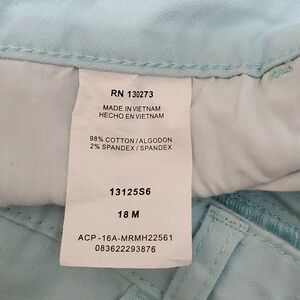 RN 130273
MADE IN VIETNAM
HECHO EN VIETNAM
98% COTTON / ALGODON
2% SPANDEX / SPANDEX
13125S6
18 M
ACP -16A-MRMH22561
083622293876